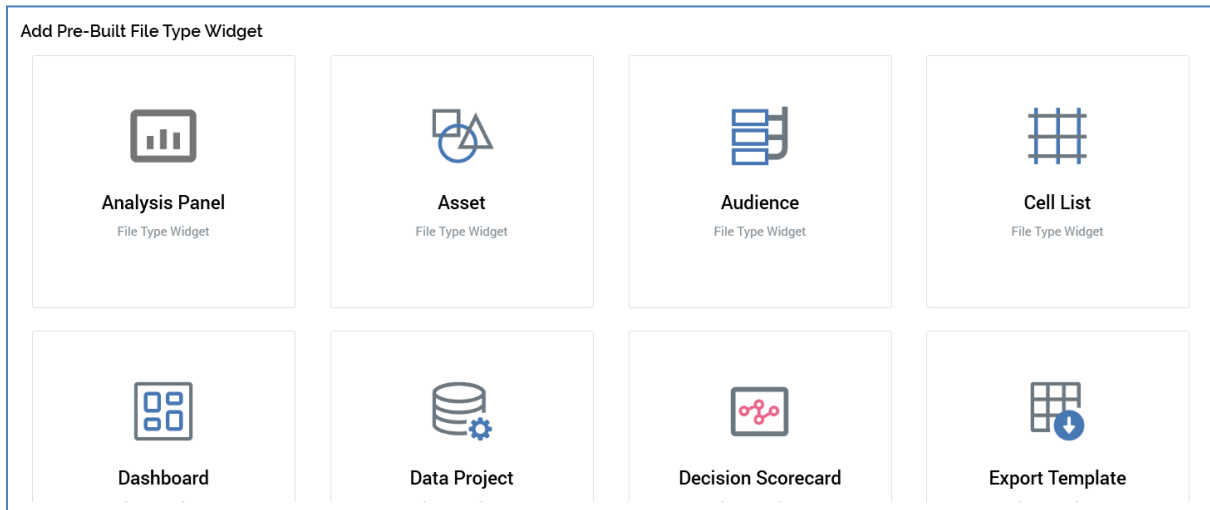 Add Pre-Built File Type Widget
Analysis Panel
File Type Widget
Asset
File Type Widget
Audience
File Type Widget
Cell List
File Type Widget
Dashboard
Data Project
Decision Scorecard
Export Template